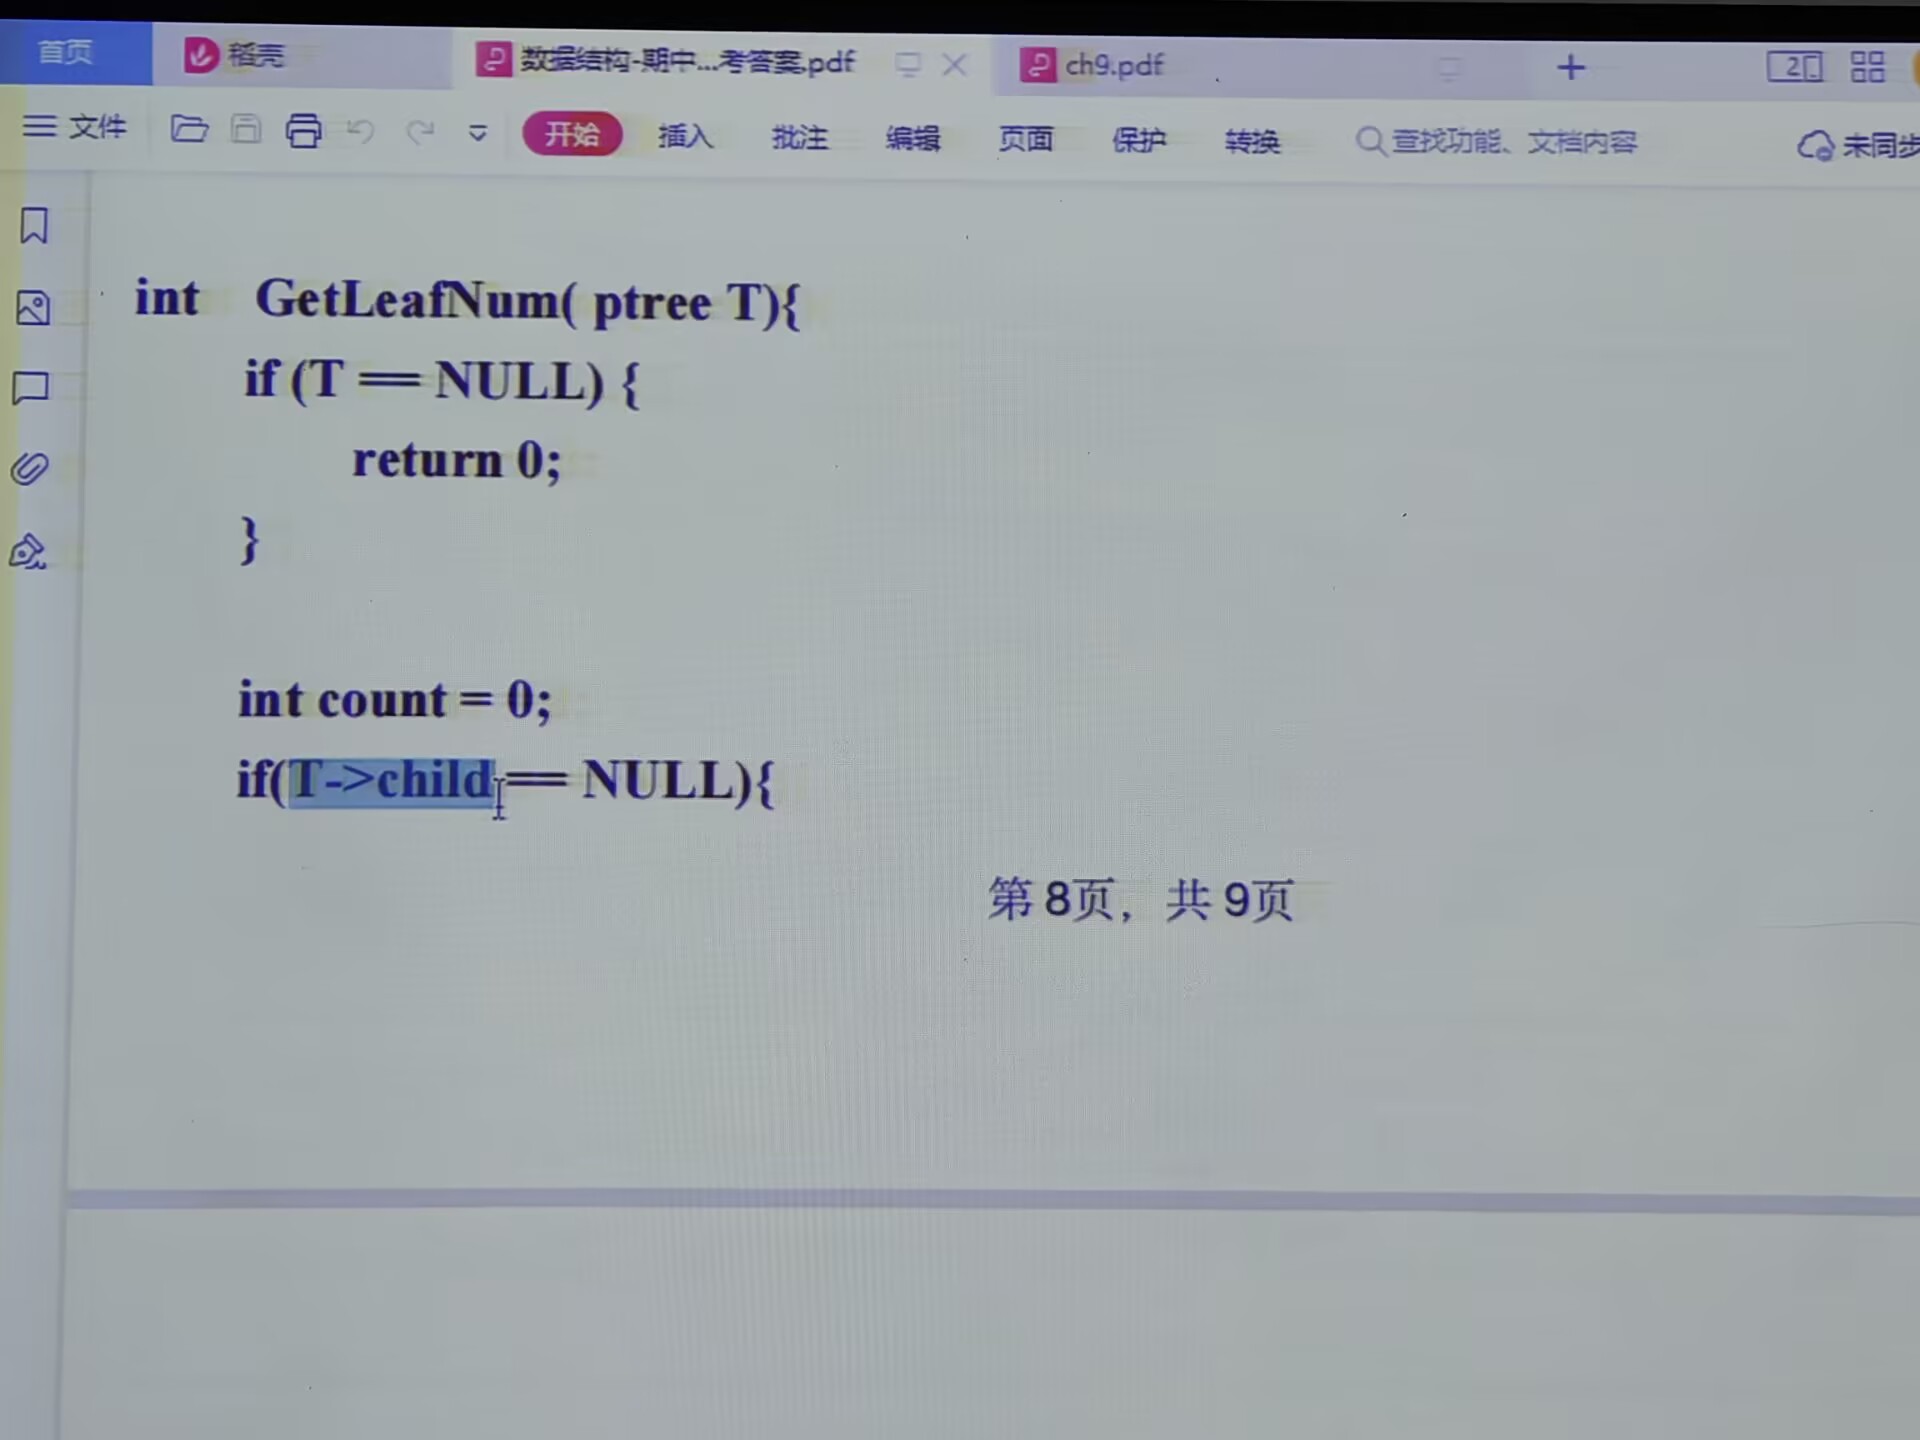 首页
稻壳
数据结构-期中...考答案.pdf
ch9.pdf
文件
开始
插入
批注
编辑
页面
保护
转换
查找功能、文档内容
未同步
int GetLeafNum( ptree T){
if (T == NULL) {
return 0;
}
int count = 0;
if(T->child == NULL){
第 8页，共 9页